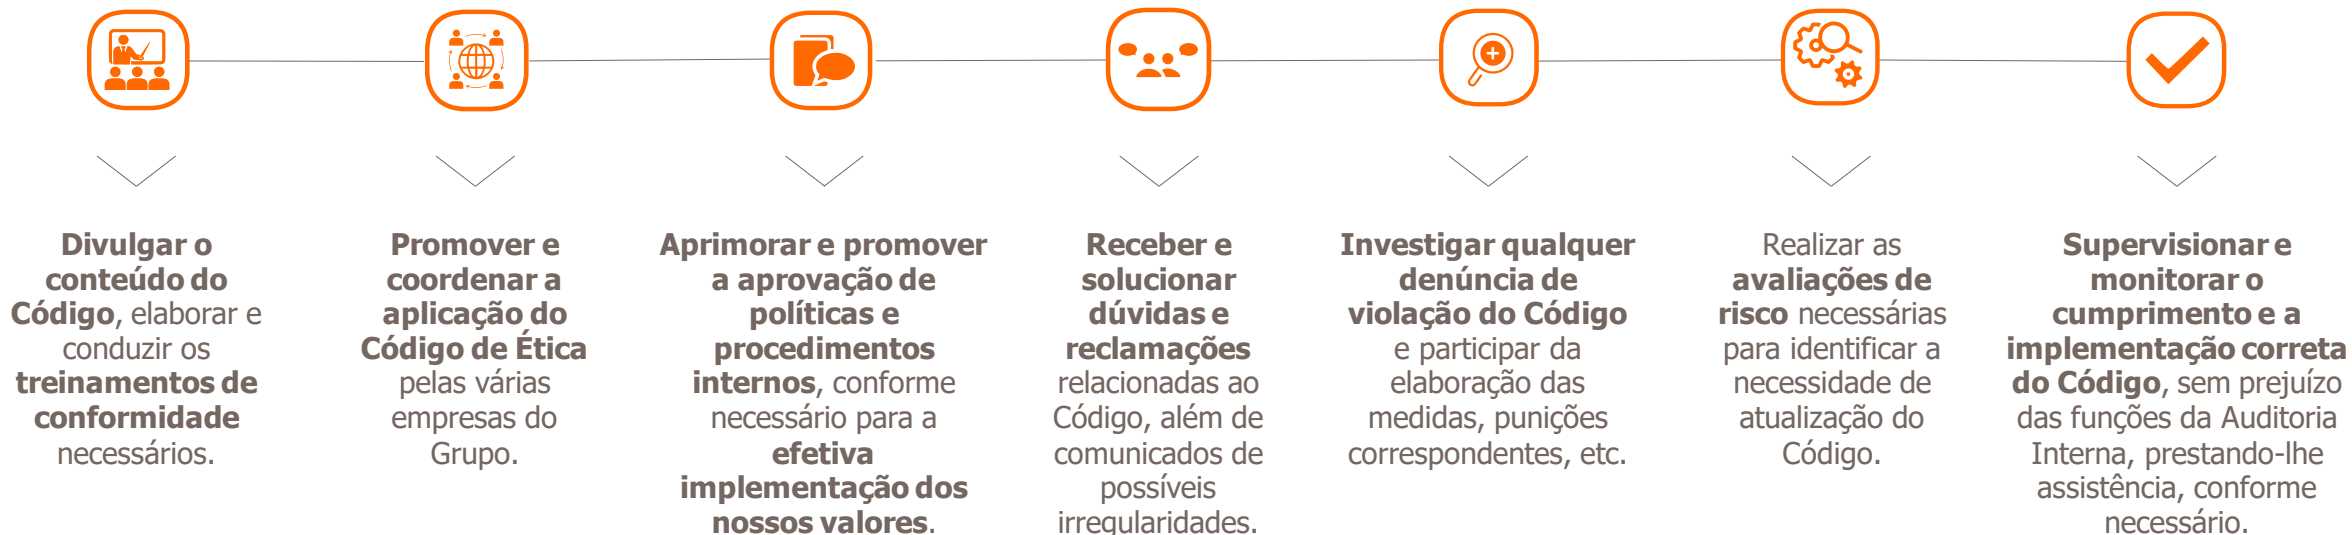 Divulgar o
conteúdo do
Código, elaborar e
conduzir os
treinamentos de
conformidade
necessários.
Promover e
coordenar a
aplicação do
Código de Ética
pelas várias
empresas do
Grupo.
Aprimorar e promover
a aprovação de
políticas e
procedimentos
internos, conforme
necessário para a
efetiva
implementação dos
nossos valores.
Receber e
solucionar
dúvidas e
reclamações
relacionadas ao
Código, além de
comunicados de
possíveis
irregularidades.
Investigar qualquer
denúncia de
violação do Código
e participar da
elaboração das
medidas, punições
correspondentes, etc.
Realizar as
avaliações de
risco necessárias
para identificar a
necessidade de
atualização do
Código.
Supervisionar e
monitorar o
cumprimento e a
implementação correta
do Código, sem prejuízo
das funções da Auditoria
Interna, prestando-lhe
assistência, conforme
necessário.